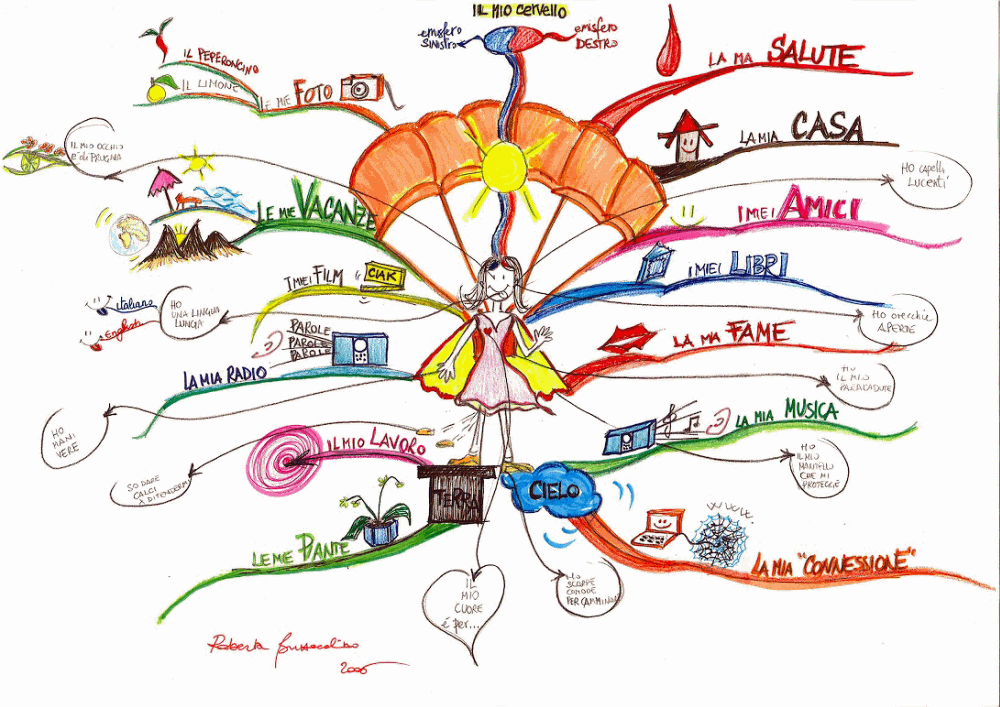 IL MIO cervello
emisfero
SINISTRO
emisfero
DESTRO
IL PEPERONCINO
IL LIMONE
LE MIE FOTO
LA MIA SALUTE
LA MIA CASA
IL MIO OCCHIO
E' di PRUGNA
HO capelli
LUCENTI
LE MIE VACANZE
I MIEI AMICI
I MIEI FILM
CIAK
I MIEI LIBRI
italiano
English
HO
UNA LINGUA
LUNGA
HO orecchie
APERTE
PAROLE
PAROLE
PAROLE
LA MIA RADIO
LA MIA FAME
HO
IL MIO
PARACADUTE
HO
MANI
VERE
IL MIO LAVORO
LA MIA MUSICA
HO
IL MIO
MANTELLO
CHE MI
PROTEGGE
SO DARE
CALCI
X DIFENDERMI
TERRA
CIELO
WWW.
LE MIE PIANTE
LA MIA "CONNESSIONE"
IL
MIO
CUORE
é per...
HO
SCARPE
COMODE
PER CAMMINARE
Roberta
2006